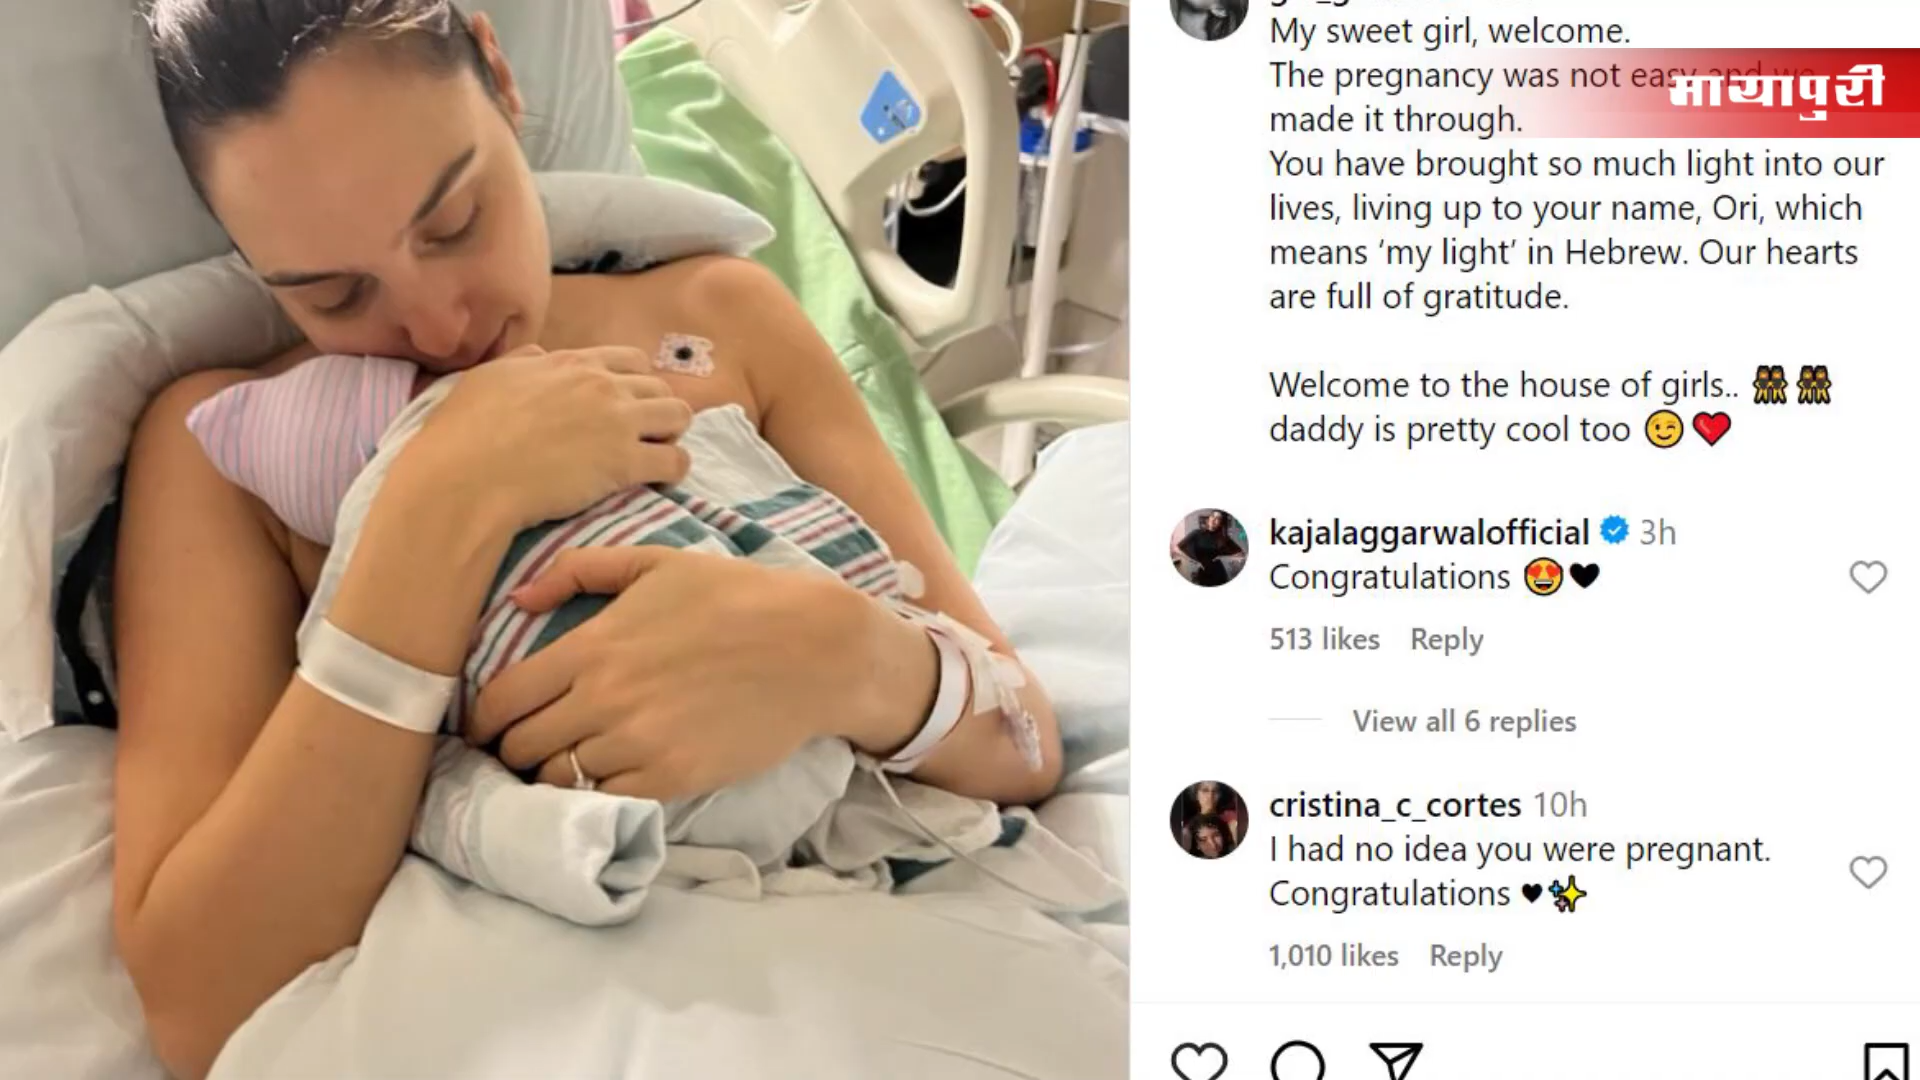 My sweet girl, welcome.
The pregnancy was not easy and we
made it through.
You have brought so much light into our
lives, living up to your name, Ori, which
means ‘my light’ in Hebrew. Our hearts
are full of gratitude.
Welcome to the house of girls.. 👯👯
daddy is pretty cool too 😉❤️
मायापुरी
kajalaggarwalofficial 3h
Congratulations 😍🖤
513 likes Reply
View all 6 replies
cristina_c_cortes 10h
I had no idea you were pregnant.
Congratulations ♥✨
1,010 likes Reply